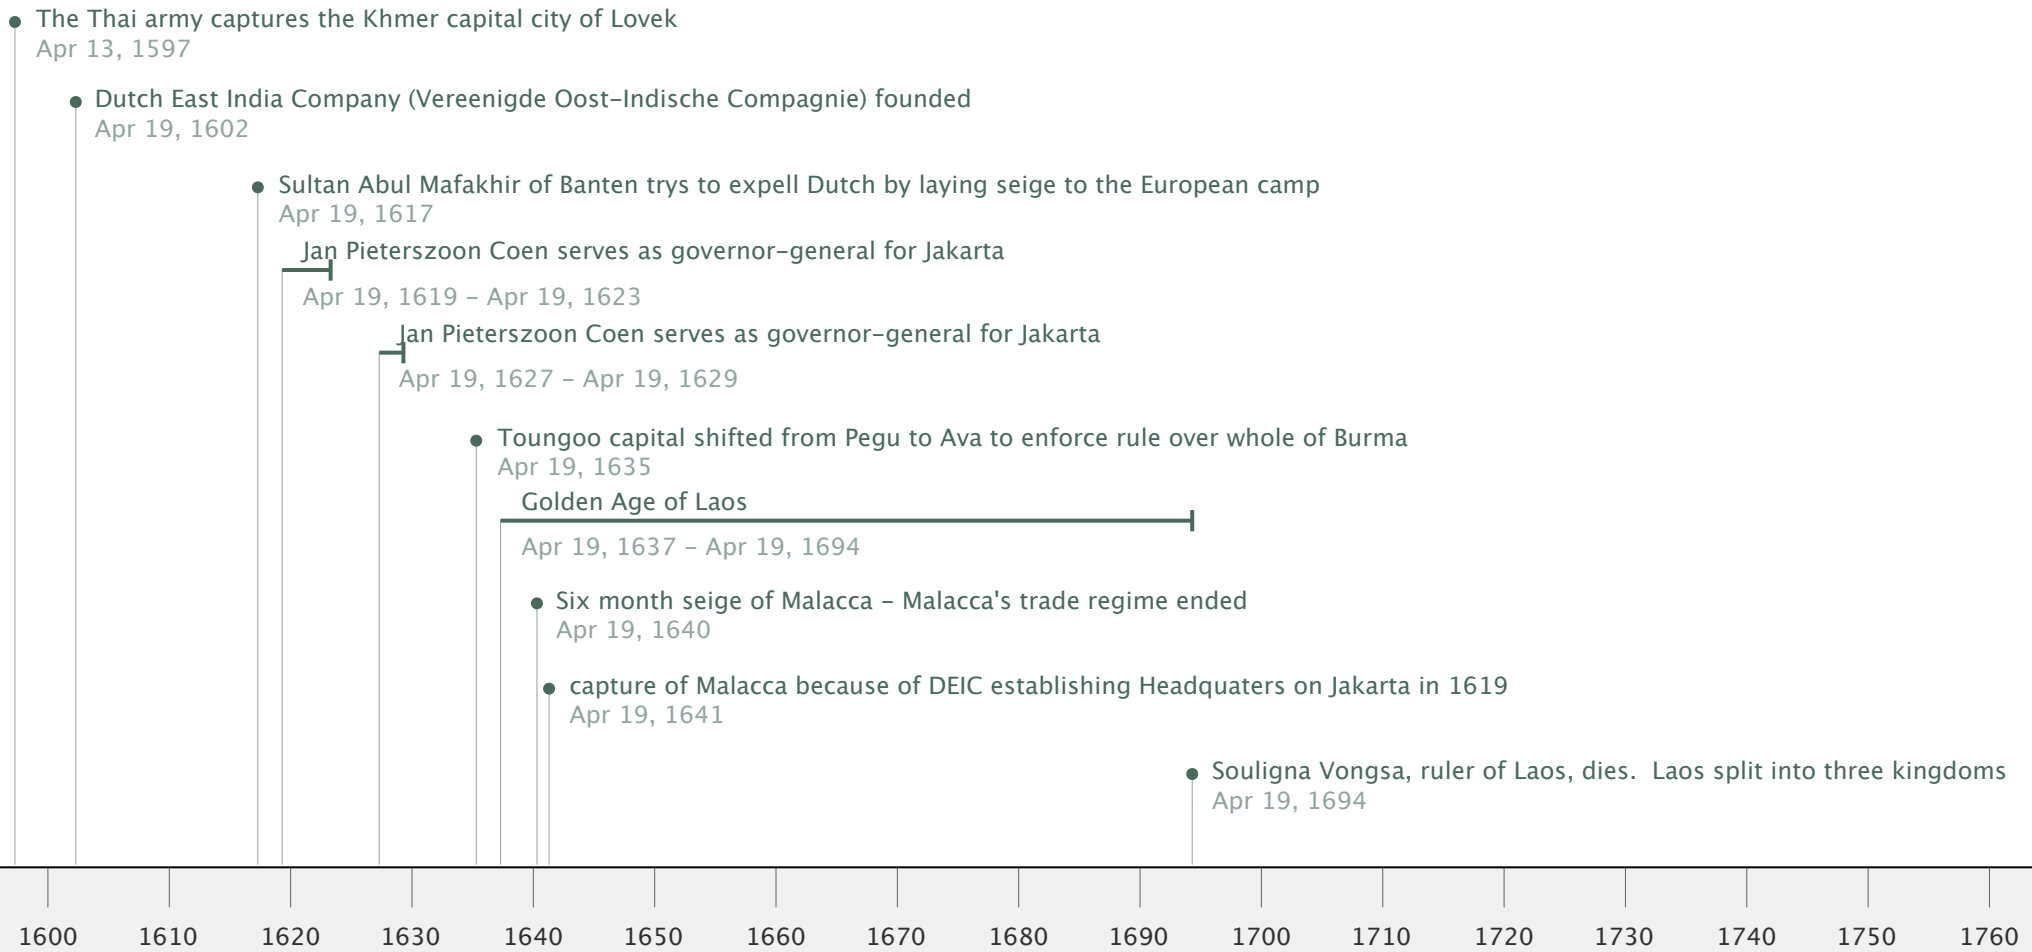 The Thai army captures the Khmer capital city of Lovek
Apr 13, 1597
Dutch East India Company (Vereenigde Oost-Indische Compagnie) founded
Apr 19, 1602
Sultan Abul Mafakhir of Banten trys to expell Dutch by laying seige to the European camp
Apr 19, 1617
Jan Pieterszoon Coen serves as governor-general for Jakarta
Apr 19, 1619 - Apr 19, 1623
Jan Pieterszoon Coen serves as governor-general for Jakarta
Apr 19, 1627 - Apr 19, 1629
Toungoo capital shifted from Pegu to Ava to enforce rule over whole of Burma
Apr 19, 1635
Golden Age of Laos
Apr 19, 1637 - Apr 19, 1694
Six month seige of Malacca - Malacca's trade regime ended
Apr 19, 1640
capture of Malacca because of DEIC establishing Headquaters on Jakarta in 1619
Apr 19, 1641
Souligna Vongsa, ruler of Laos, dies.  Laos split into three kingdoms
Apr 19, 1694
1600 1610 1620 1630 1640 1650 1660 1670 1680 1690 1700 1710 1720 1730 1740 1750 1760